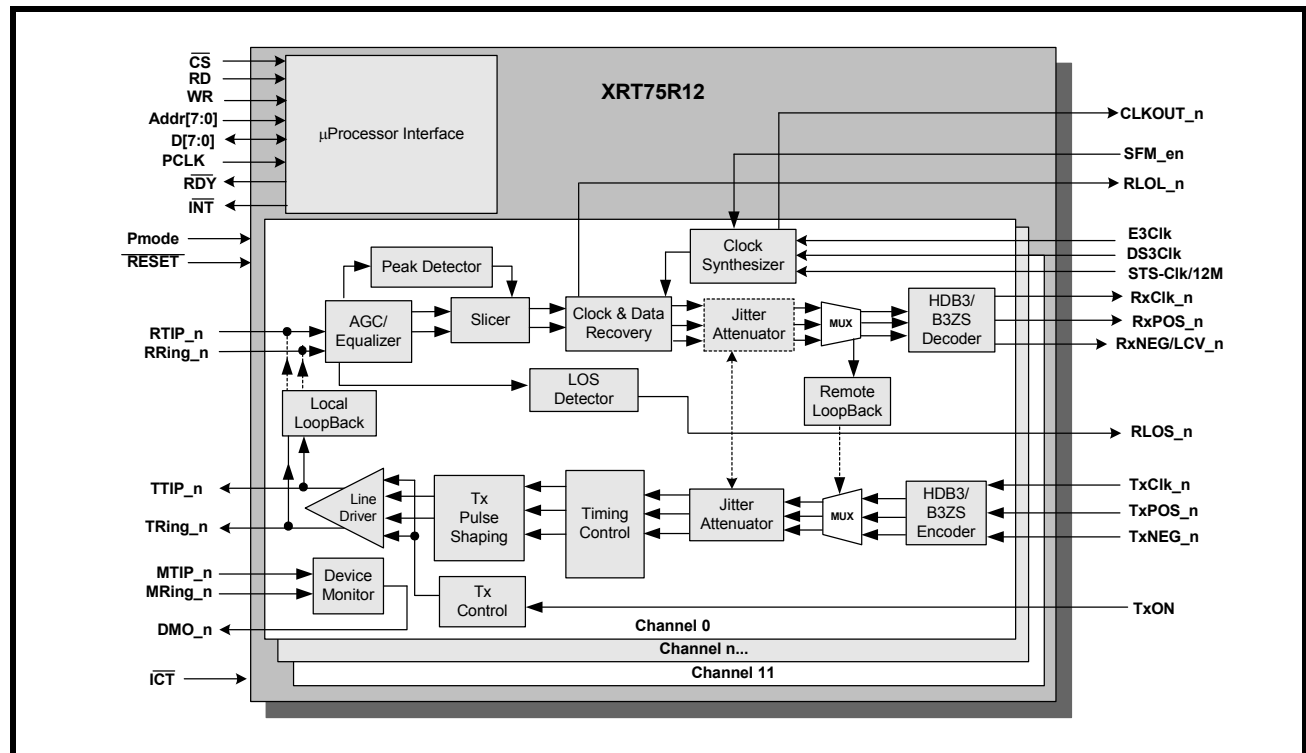 XRT75R12
CS
RD
WR
Addr[7:0]
D[7:0]
PCLK
RDY
INT
μProcessor Interface
Pmode
RESET
CLKOUT_n
SFM_en
RLOL_n
E3Clk
DS3Clk
STS-Clk/12M
Clock
Synthesizer
Peak Detector
RTIP_n
RRing_n
AGC/
Equalizer
Slicer
Clock & Data
Recovery
Jitter
Attenuator
MUX
HDB3/
B3ZS
Decoder
RxClk_n
RxPOS_n
RxNEG/LCV_n
Local
LoopBack
LOS
Detector
Remote
LoopBack
RLOS_n
TTIP_n
TRing_n
Line
Driver
Tx
Pulse
Shaping
Timing
Control
Jitter
Attenuator
MUX
HDB3/
B3ZS
Encoder
TxClk_n
TxPOS_n
TxNEG_n
MTIP_n
MRing_n
Device
Monitor
DMO_n
Tx
Control
TxON
Channel 0
Channel n...
Channel 11
ICT